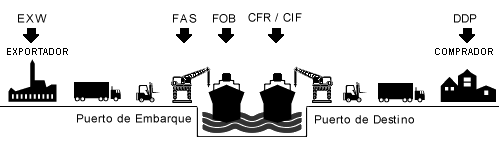 EXW FAS FOB CFR / CIF DDP
EXPORTADOR COMPRADOR
Puerto de Embarque Puerto de Destino